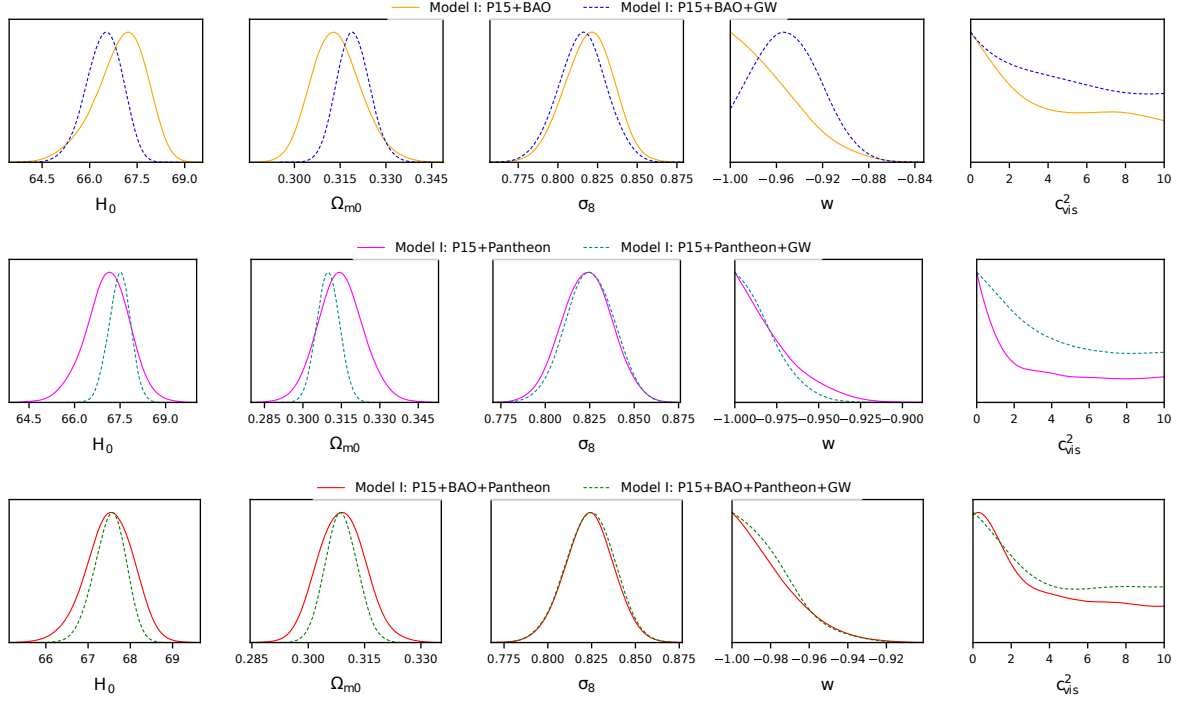 Model I: P15+BAO Model I: P15+BAO+GW
64.5 66.0 67.5 69.0 0.300 0.315 0.330 0.345 0.775 0.800 0.825 0.850 0.875 −1.00 −0.96 −0.92 −0.88 −0.84 0 2 4 6 8 10
H0 Ωm0 σ8 w c²vis
Model I: P15+Pantheon Model I: P15+Pantheon+GW
64.5 66.0 67.5 69.0 0.285 0.300 0.315 0.330 0.345 0.775 0.800 0.825 0.850 0.875 −1.000 −0.975 −0.950 −0.925 −0.900 0 2 4 6 8 10
H0 Ωm0 σ8 w c²vis
Model I: P15+BAO+Pantheon Model I: P15+BAO+Pantheon+GW
66 67 68 69 0.285 0.300 0.315 0.330 0.800 0.825 0.850 0.875 −1.00 −0.98 −0.96 −0.94 −0.92 0 2 4 6 8 10
H0 Ωm0 σ8 w c²vis